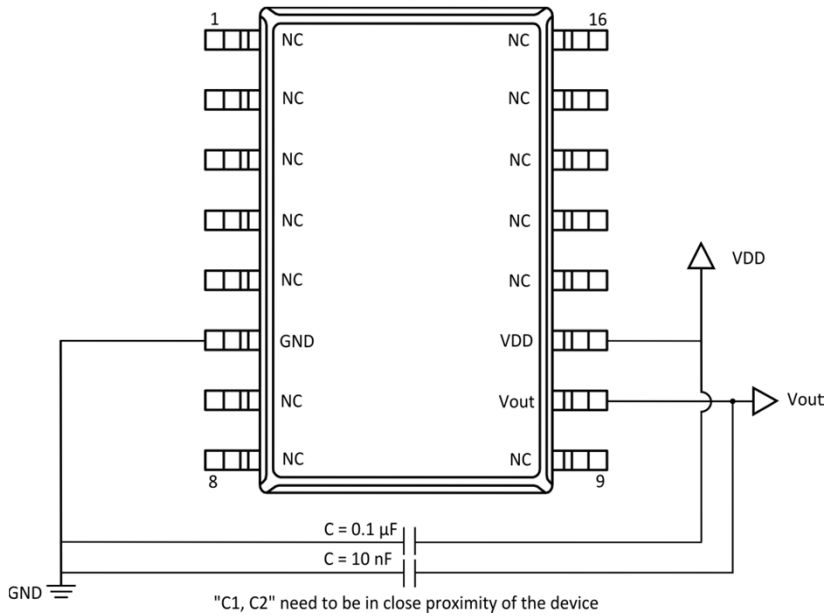 1 16
NC NC
NC NC
NC NC
NC NC
NC NC
VDD
GND VDD
NC Vout
Vout
NC NC
8 9
C = 0.1 µF
C = 10 nF
GND
"C1, C2" need to be in close proximity of the device